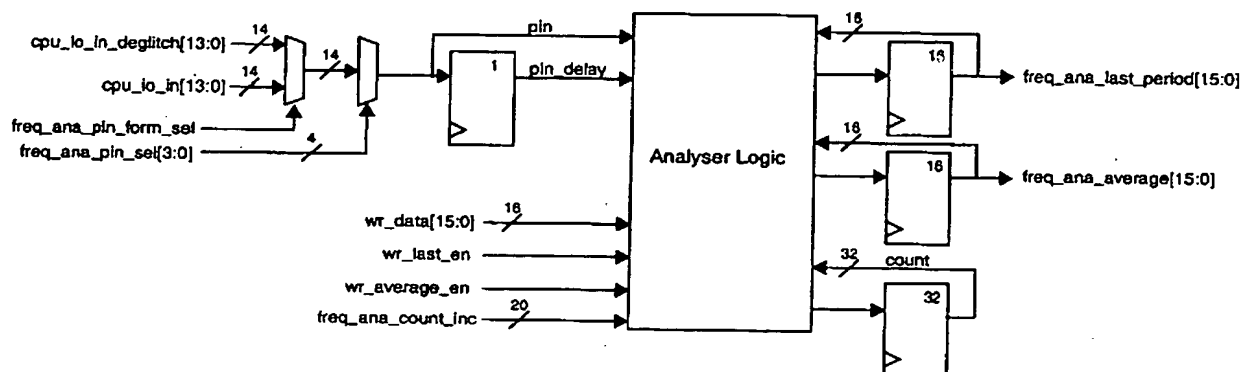 cpu_io_in_deglitch[13:0]
14
cpu_io_in[13:0]
14
14
freq_ana_pin_form_sel
freq_ana_pin_sel[3:0]
4
1
pin
pin_delay
Analyser Logic
wr_data[15:0]
16
wr_last_en
wr_average_en
freq_ana_count_inc
20
16
16
freq_ana_last_period[15:0]
16
16
freq_ana_average[15:0]
32
count
32